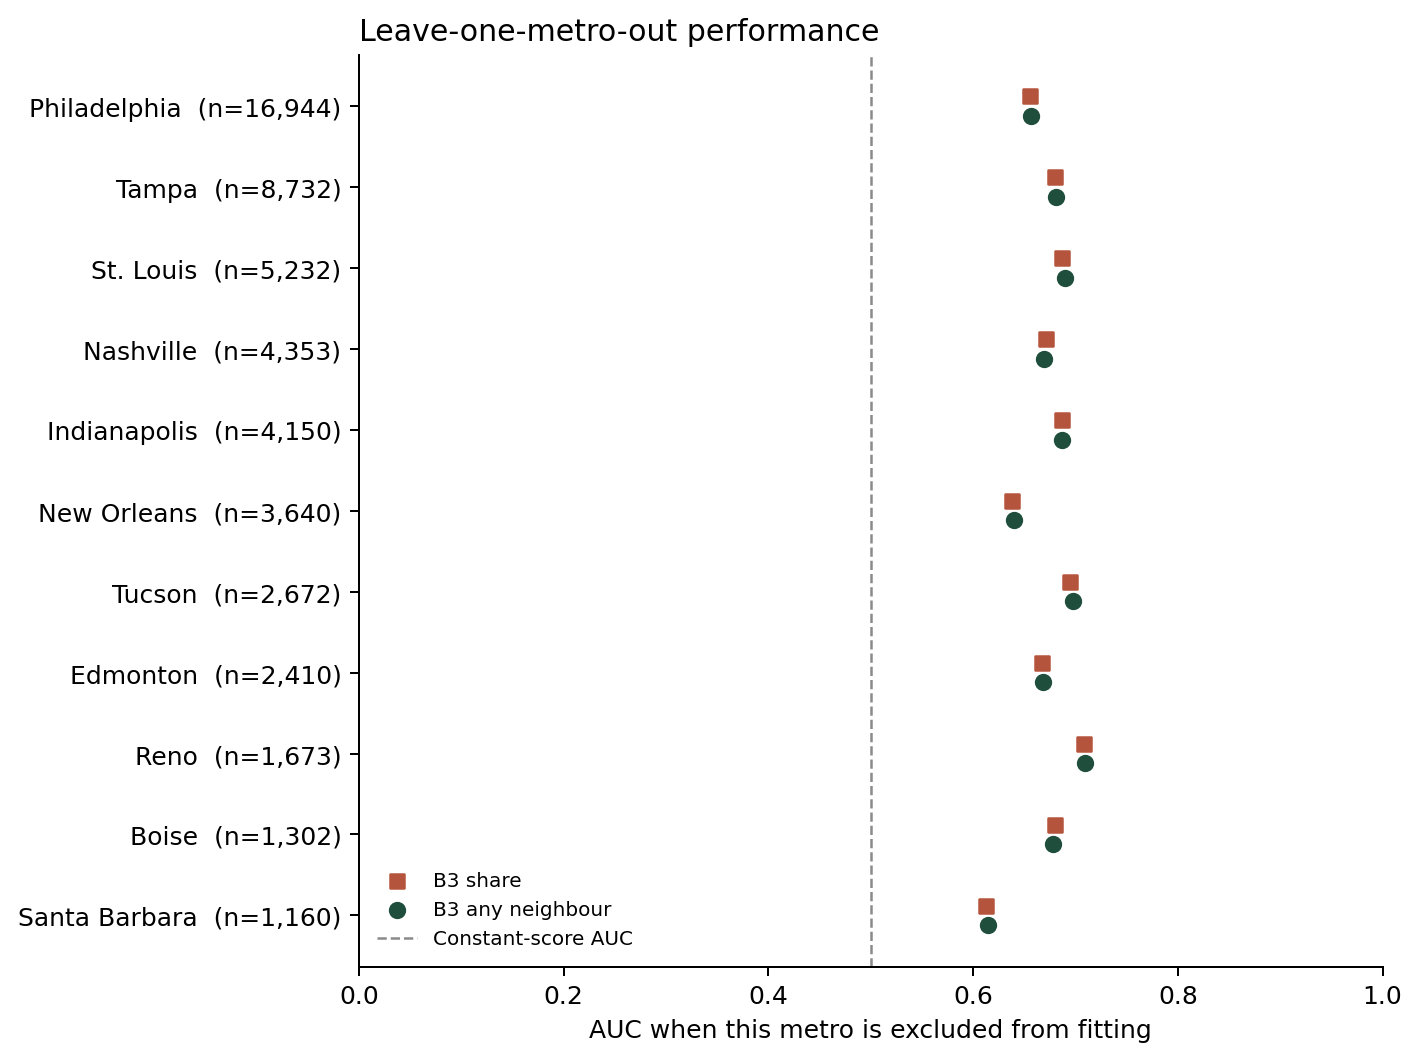 Leave-one-metro-out performance
Philadelphia (n=16,944)
Tampa (n=8,732)
St. Louis (n=5,232)
Nashville (n=4,353)
Indianapolis (n=4,150)
New Orleans (n=3,640)
Tucson (n=2,672)
Edmonton (n=2,410)
Reno (n=1,673)
Boise (n=1,302)
Santa Barbara (n=1,160)
B3 share
B3 any neighbour
Constant-score AUC
0.0 0.2 0.4 0.6 0.8 1.0
AUC when this metro is excluded from fitting